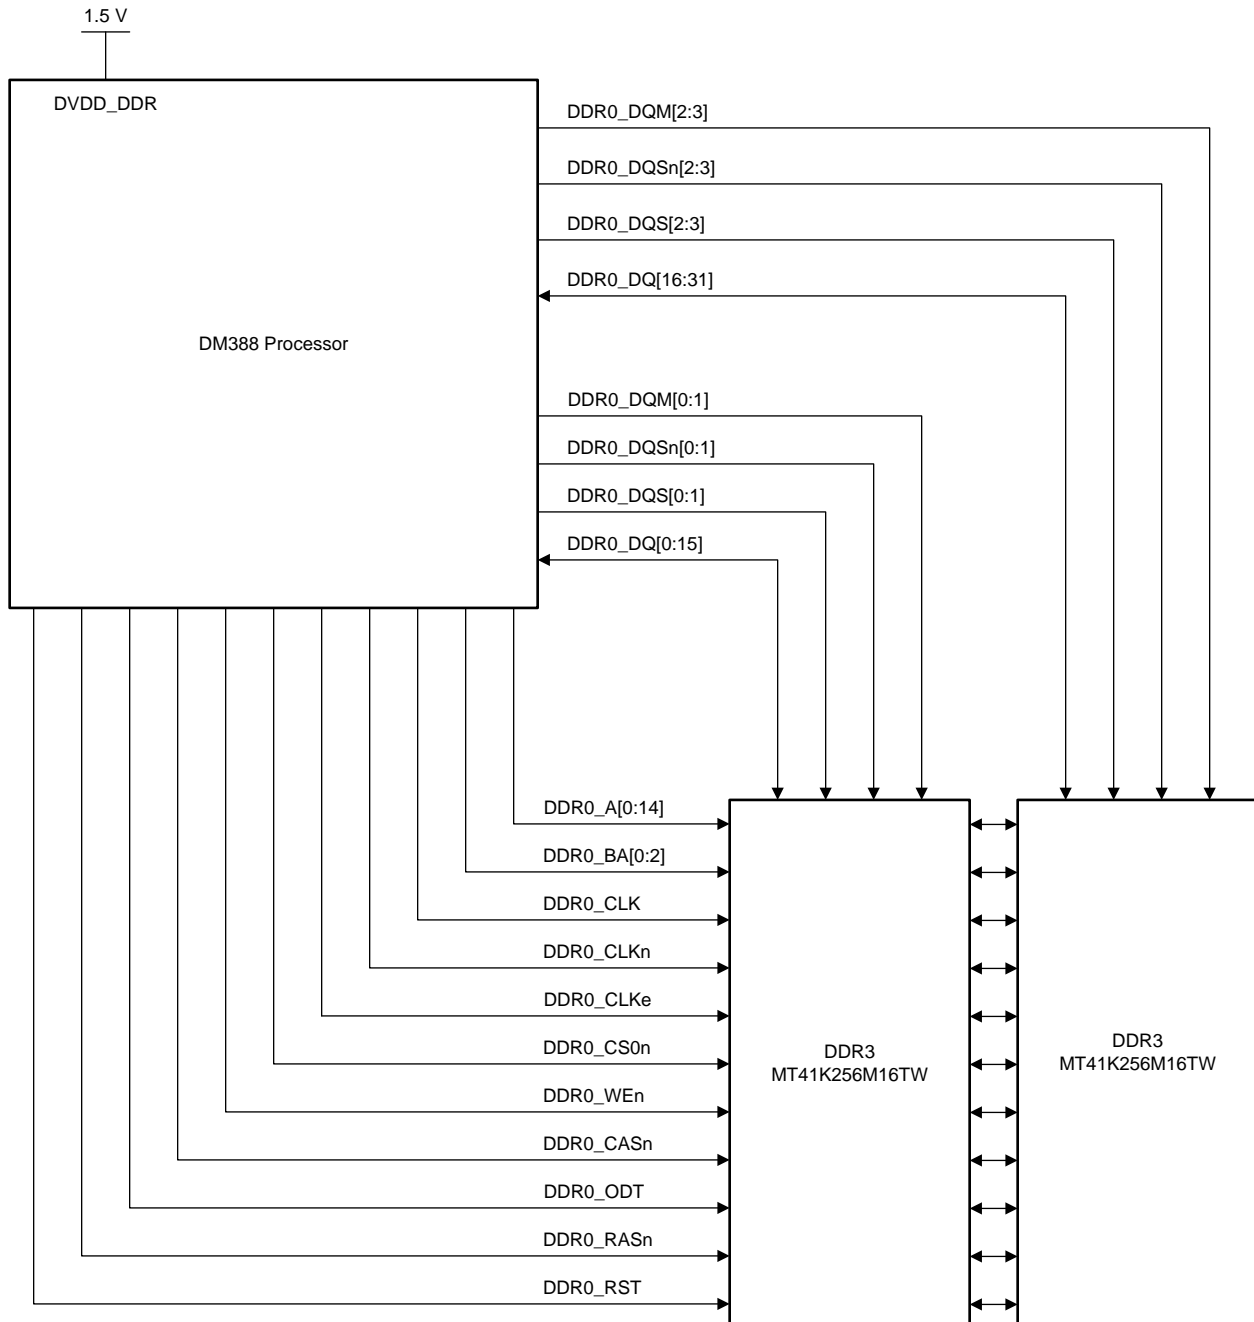 1.5 V
DVDD_DDR
DDR0_DQM[2:3]
DDR0_DQSn[2:3]
DDR0_DQS[2:3]
DDR0_DQ[16:31]
DM388 Processor
DDR0_DQM[0:1]
DDR0_DQSn[0:1]
DDR0_DQS[0:1]
DDR0_DQ[0:15]
DDR0_A[0:14]
DDR0_BA[0:2]
DDR0_CLK
DDR0_CLKn
DDR0_CLKe
DDR0_CS0n
DDR0_WEn
DDR0_CASn
DDR0_ODT
DDR0_RASn
DDR0_RST
DDR3
MT41K256M16TW
DDR3
MT41K256M16TW